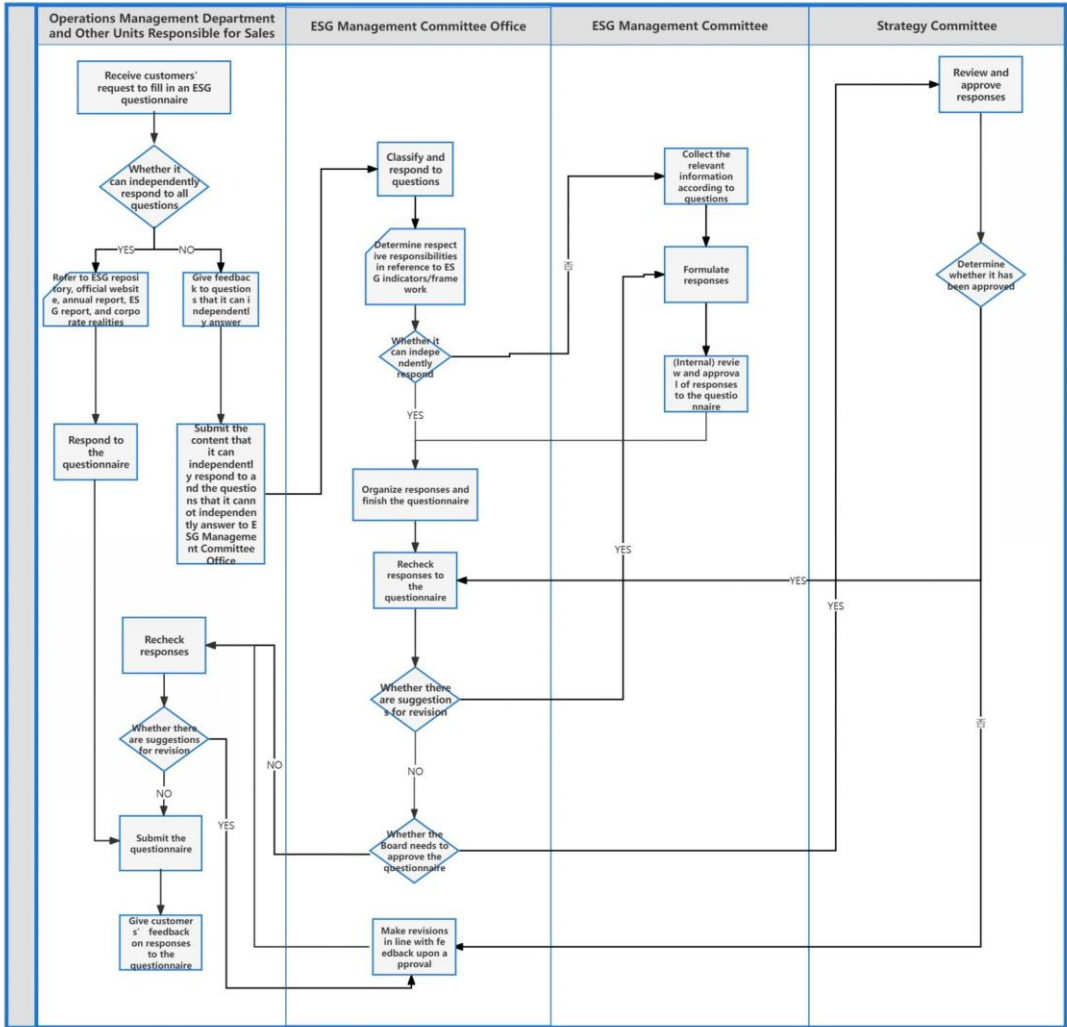 Operations Management Department
and Other Units Responsible for Sales
ESG Management Committee Office
ESG Management Committee
Strategy Committee
Receive customers'
request to fill in an ESG
questionnaire
Whether it
can independently
respond to all
questions
YES
NO
Refer to ESG reposi
tory, official websit
e, annual report, ES
G report, and corpo
rate realities
Give feedbac
k to question
s that it can i
ndependentl
y answer
Respond to
the
questionnaire
Submit the
content that
it can
independentl
y respond to a
nd the questio
ns that it cann
ot independen
tly answer to E
SG Manageme
nt Committee
Office
Recheck
responses
Whether there
are suggestions
for revision
NO
YES
Submit the
questionnaire
Give customer
s' feedback
on responses
to the
questionnaire
Classify and
respond to
questions
Determine respect
ive responsibilities
in reference to ES
G indicators/frame
work
Whether it
can indepe
ndently
respond
YES
否
Organize responses and
finish the questionnaire
Recheck
responses to
the
questionnaire
Whether there
are suggestion
s for revision
NO
YES
Whether the
Board needs to
approve the
questionnaire
NO
YES
Make revisions
in line with fe
edback upon a
pproval
Collect the
relevant
information
according to
questions
Formulate
responses
(Internal) revie
w and approva
l of responses
to the questio
nnaire
Review and
approve
responses
Determine
whether it has
been approved
YES
否